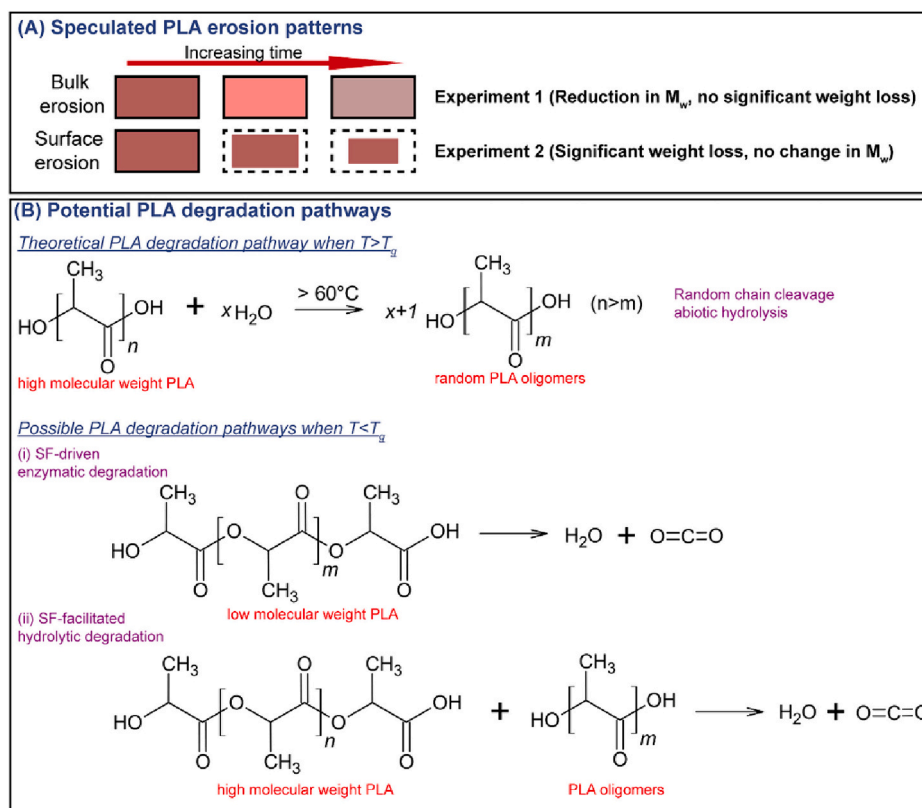 (A) Speculated PLA erosion patterns
Increasing time
Bulk
erosion
Experiment 1 (Reduction in Mw, no significant weight loss)
Surface
erosion
Experiment 2 (Significant weight loss, no change in Mw)
(B) Potential PLA degradation pathways
Theoretical PLA degradation pathway when T>Tg
CH3
HO
OH
O
n
+
xH2O
> 60°C
x+1
CH3
HO
OH
O
m
(n>m)
Random chain cleavage
abiotic hydrolysis
high molecular weight PLA
random PLA oligomers
Possible PLA degradation pathways when T<Tg
(i) SF-driven
enzymatic degradation
CH3
O
CH3
HO
O
O
OH
O
CH3
m
O
H2O + O=C=O
low molecular weight PLA
(ii) SF-facilitated
hydrolytic degradation
CH3
O
CH3
HO
O
O
OH
O
CH3
n
O
+
CH3
HO
OH
O
m
H2O + O=C=O
high molecular weight PLA
PLA oligomers